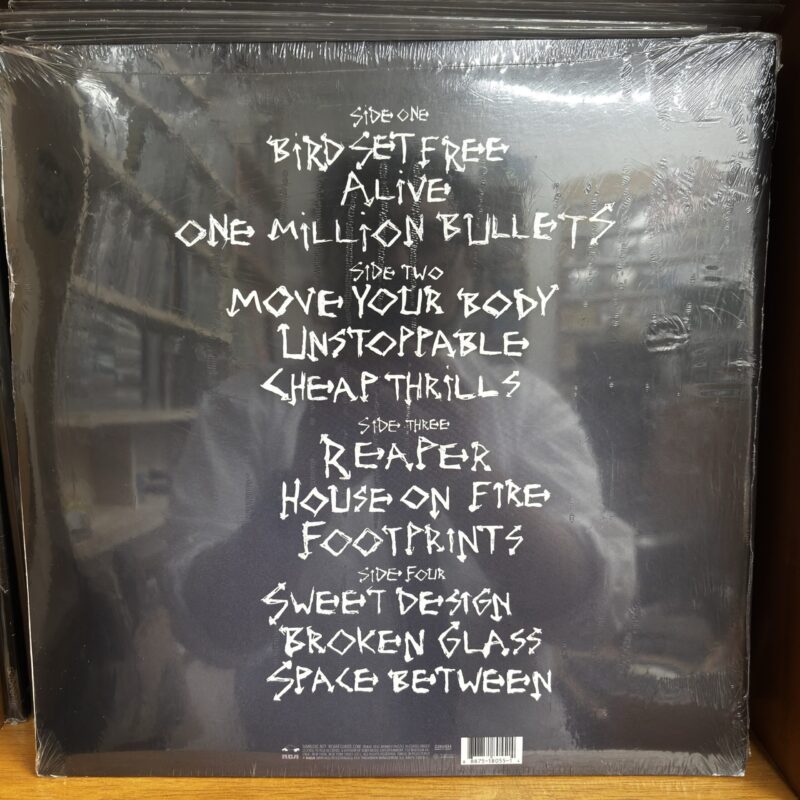 SIDE ONE
BIRD SET FREE
ALIVE
ONE MILLION BULLETS
SIDE TWO
MOVE YOUR BODY
UNSTOPPABLE
CHEAP THRILLS
SIDE THREE
REAPER
HOUSE ON FIRE
FOOTPRINTS
SIDE FOUR
SWEET DESIGN
BROKEN GLASS
SPACE BETWEEN
RCA